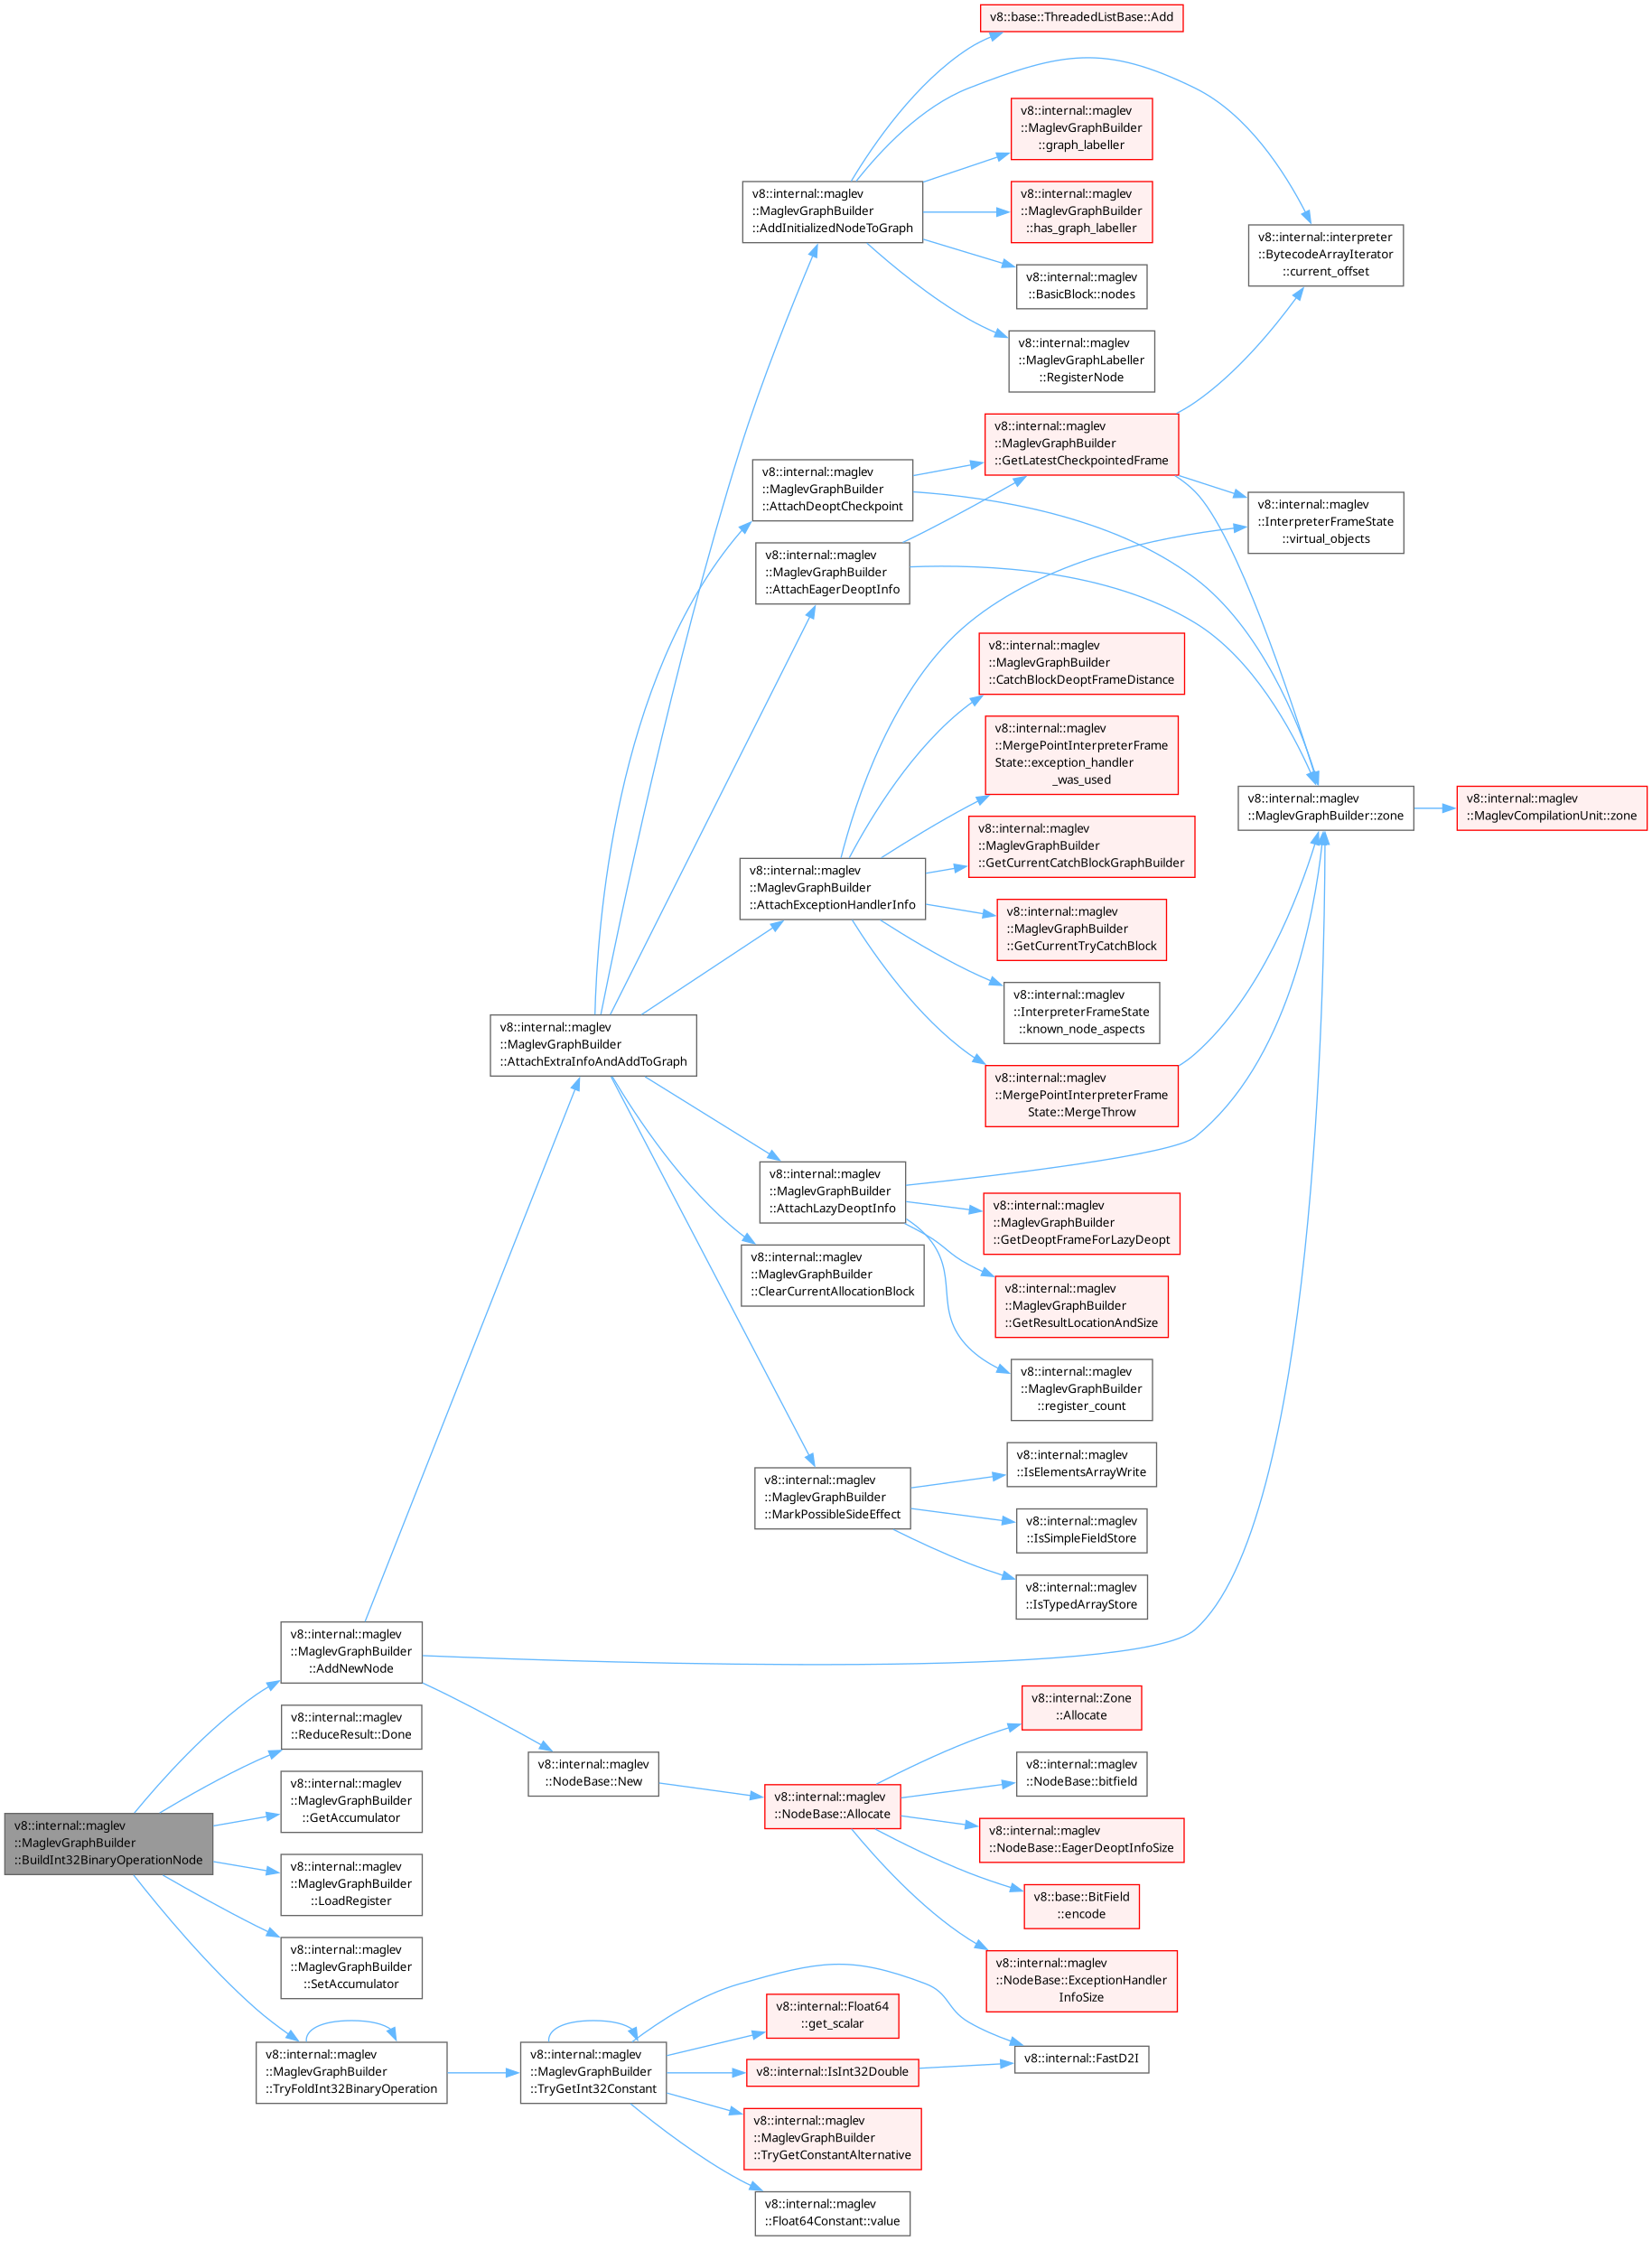 v8::base::ThreadedListBase::Add
v8::internal::maglev
::MaglevGraphBuilder
::graph_labeller
v8::internal::maglev
::MaglevGraphBuilder
::AddInitializedNodeToGraph
v8::internal::maglev
::MaglevGraphBuilder
::has_graph_labeller
v8::internal::interpreter
::BytecodeArrayIterator
::current_offset
v8::internal::maglev
::BasicBlock::nodes
v8::internal::maglev
::MaglevGraphLabeller
::RegisterNode
v8::internal::maglev
::MaglevGraphBuilder
::GetLatestCheckpointedFrame
v8::internal::maglev
::MaglevGraphBuilder
::AttachDeoptCheckpoint
v8::internal::maglev
::InterpreterFrameState
::virtual_objects
v8::internal::maglev
::MaglevGraphBuilder
::AttachEagerDeoptInfo
v8::internal::maglev
::MaglevGraphBuilder
::CatchBlockDeoptFrameDistance
v8::internal::maglev
::MergePointInterpreterFrame
State::exception_handler
_was_used
v8::internal::maglev
::MaglevGraphBuilder::zone
v8::internal::maglev
::MaglevCompilationUnit::zone
v8::internal::maglev
::MaglevGraphBuilder
::GetCurrentCatchBlockGraphBuilder
v8::internal::maglev
::MaglevGraphBuilder
::AttachExceptionHandlerInfo
v8::internal::maglev
::MaglevGraphBuilder
::GetCurrentTryCatchBlock
v8::internal::maglev
::InterpreterFrameState
::known_node_aspects
v8::internal::maglev
::MaglevGraphBuilder
::AttachExtraInfoAndAddToGraph
v8::internal::maglev
::MergePointInterpreterFrame
State::MergeThrow
v8::internal::maglev
::MaglevGraphBuilder
::AttachLazyDeoptInfo
v8::internal::maglev
::MaglevGraphBuilder
::GetDeoptFrameForLazyDeopt
v8::internal::maglev
::MaglevGraphBuilder
::ClearCurrentAllocationBlock
v8::internal::maglev
::MaglevGraphBuilder
::GetResultLocationAndSize
v8::internal::maglev
::MaglevGraphBuilder
::register_count
v8::internal::maglev
::IsElementsArrayWrite
v8::internal::maglev
::MaglevGraphBuilder
::MarkPossibleSideEffect
v8::internal::maglev
::IsSimpleFieldStore
v8::internal::maglev
::IsTypedArrayStore
v8::internal::maglev
::MaglevGraphBuilder
::AddNewNode
v8::internal::Zone
::Allocate
v8::internal::maglev
::ReduceResult::Done
v8::internal::maglev
::NodeBase::New
v8::internal::maglev
::NodeBase::bitfield
v8::internal::maglev
::MaglevGraphBuilder
::GetAccumulator
v8::internal::maglev
::NodeBase::Allocate
v8::internal::maglev
::MaglevGraphBuilder
::BuildInt32BinaryOperationNode
v8::internal::maglev
::NodeBase::EagerDeoptInfoSize
v8::internal::maglev
::MaglevGraphBuilder
::LoadRegister
v8::base::BitField
::encode
v8::internal::maglev
::MaglevGraphBuilder
::SetAccumulator
v8::internal::maglev
::NodeBase::ExceptionHandler
InfoSize
v8::internal::Float64
::get_scalar
v8::internal::maglev
::MaglevGraphBuilder
::TryFoldInt32BinaryOperation
v8::internal::maglev
::MaglevGraphBuilder
::TryGetInt32Constant
v8::internal::IsInt32Double
v8::internal::FastD2I
v8::internal::maglev
::MaglevGraphBuilder
::TryGetConstantAlternative
v8::internal::maglev
::Float64Constant::value